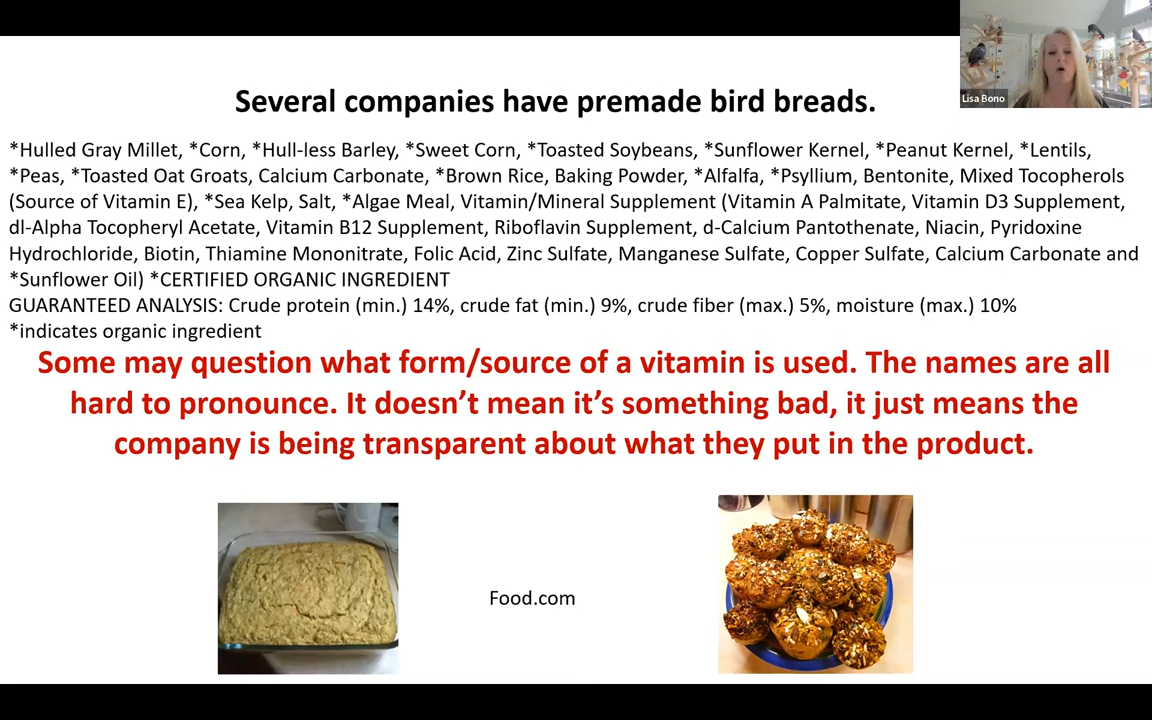 Lisa Bono
Several companies have premade bird breads.
*Hulled Gray Millet, *Corn, *Hull-less Barley, *Sweet Corn, *Toasted Soybeans, *Sunflower Kernel, *Peanut Kernel, *Lentils,
*Peas, *Toasted Oat Groats, Calcium Carbonate, *Brown Rice, Baking Powder, *Alfalfa, *Psyllium, Bentonite, Mixed Tocopherols
(Source of Vitamin E), *Sea Kelp, Salt, *Algae Meal, Vitamin/Mineral Supplement (Vitamin A Palmitate, Vitamin D3 Supplement,
dl-Alpha Tocopheryl Acetate, Vitamin B12 Supplement, Riboflavin Supplement, d-Calcium Pantothenate, Niacin, Pyridoxine
Hydrochloride, Biotin, Thiamine Mononitrate, Folic Acid, Zinc Sulfate, Manganese Sulfate, Copper Sulfate, Calcium Carbonate and
*Sunflower Oil) *CERTIFIED ORGANIC INGREDIENT
GUARANTEED ANALYSIS: Crude protein (min.) 14%, crude fat (min.) 9%, crude fiber (max.) 5%, moisture (max.) 10%
*indicates organic ingredient
Some may question what form/source of a vitamin is used. The names are all
hard to pronounce. It doesn’t mean it’s something bad, it just means the
company is being transparent about what they put in the product.
Food.com